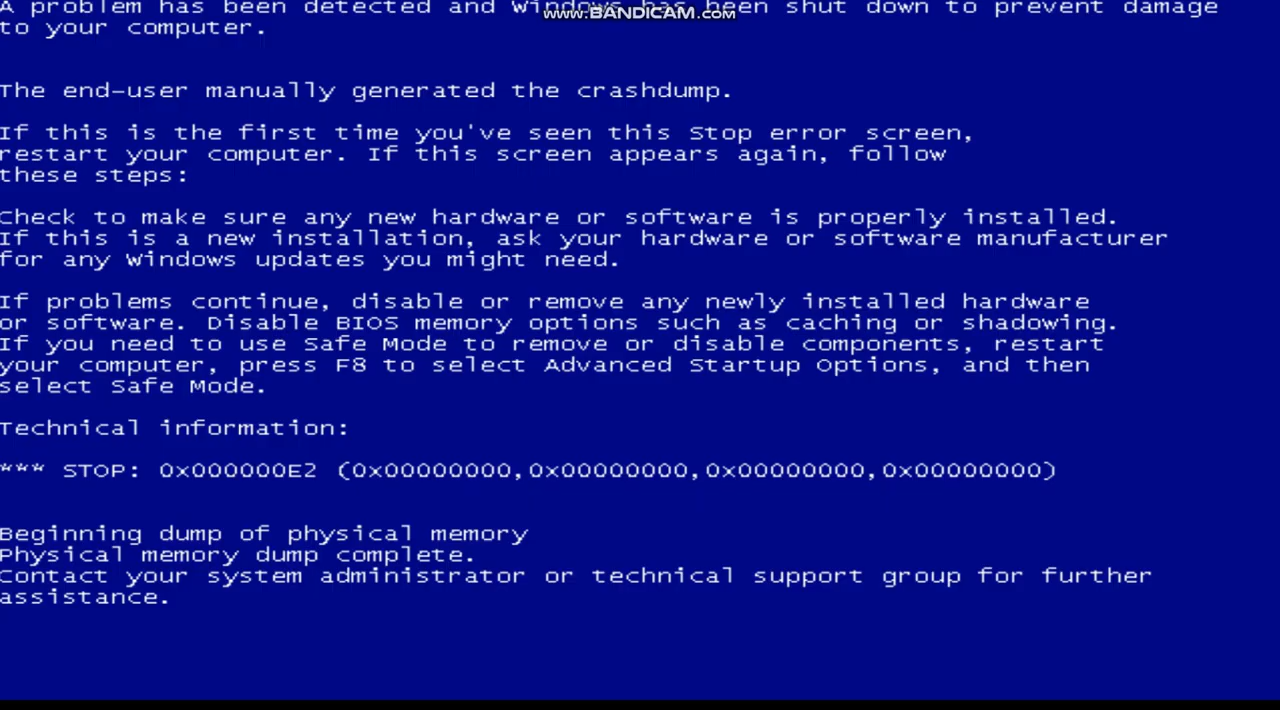 A problem has been detected and Windows has been shut down to prevent damage
www.BANDICAM.com
to your computer.
The end-user manually generated the crashdump.
If this is the first time you've seen this Stop error screen,
restart your computer. If this screen appears again, follow
these steps:
Check to make sure any new hardware or software is properly installed.
If this is a new installation, ask your hardware or software manufacturer
for any Windows updates you might need.
If problems continue, disable or remove any newly installed hardware
or software. Disable BIOS memory options such as caching or shadowing.
If you need to use Safe Mode to remove or disable components, restart
your computer, press F8 to select Advanced Startup Options, and then
select Safe Mode.
Technical information:
*** STOP: 0x000000E2 (0x00000000,0x00000000,0x00000000,0x00000000)
Beginning dump of physical memory
Physical memory dump complete.
Contact your system administrator or technical support group for further
assistance.